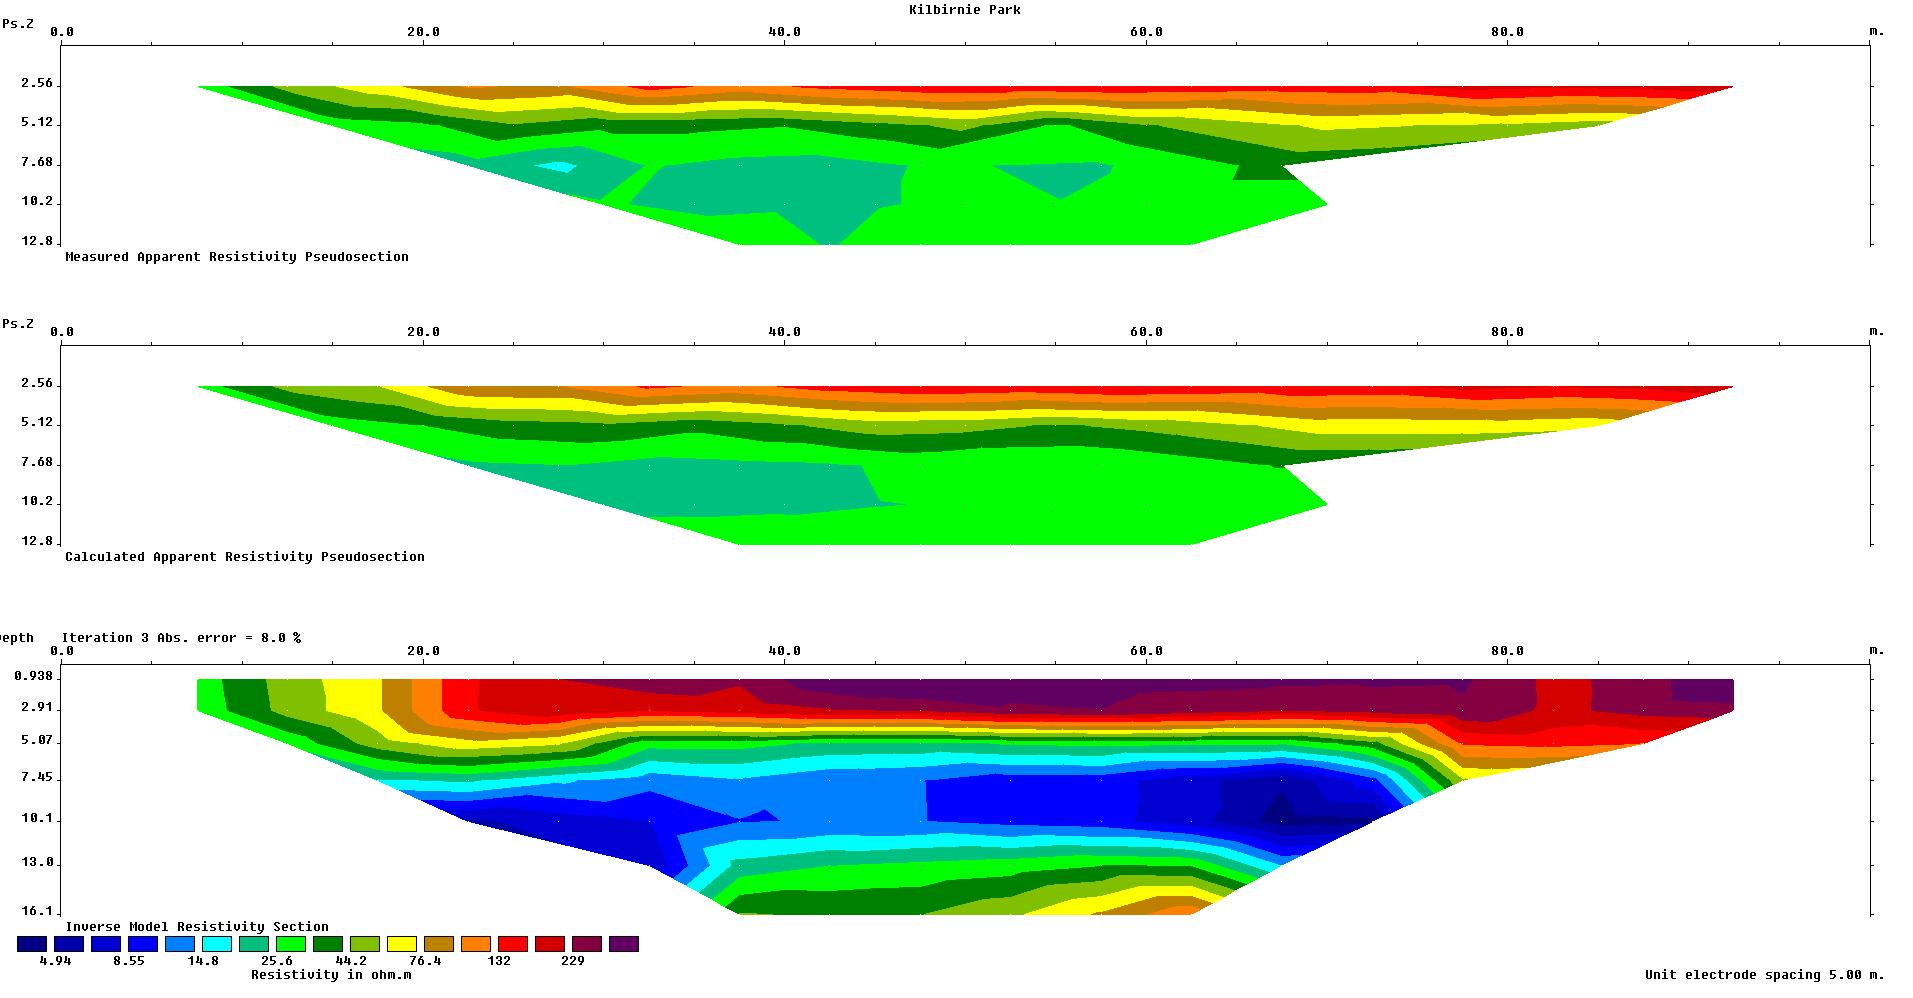 Kilbirnie Park
Ps.Z 0.0 20.0 40.0 60.0 80.0 m.
2.56
5.12
7.68
10.2
12.8
Measured Apparent Resistivity Pseudosection
Ps.Z 0.0 20.0 40.0 60.0 80.0 m.
2.56
5.12
7.68
10.2
12.8
Calculated Apparent Resistivity Pseudosection
epth Iteration 3 Abs. error = 8.0 %
0.0 20.0 40.0 60.0 80.0 m.
0.938
2.91
5.07
7.45
10.1
13.0
16.1
Inverse Model Resistivity Section
4.94 8.55 14.8 25.6 44.2 76.4 132 229
Resistivity in ohm.m
Unit electrode spacing 5.00 m.